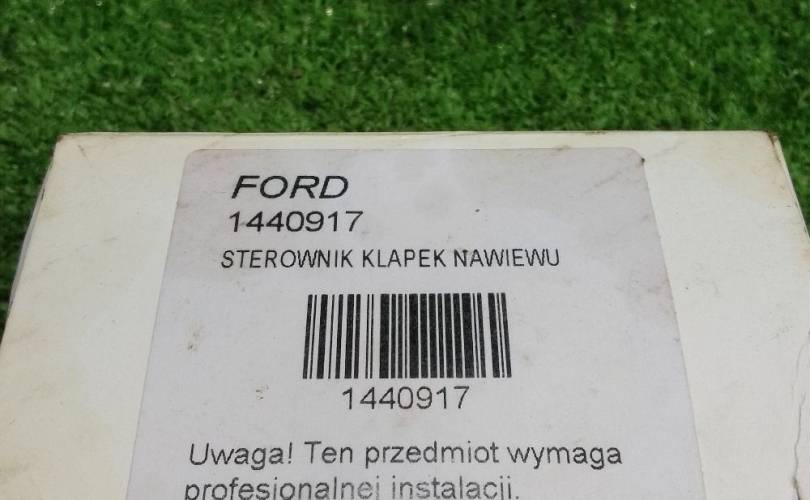 FORD
1440917
STEROWNIK KLAPEK NAWIEWU
1440917
Uwaga! Ten przedmiot wymaga
profesjonalnej instalacji.